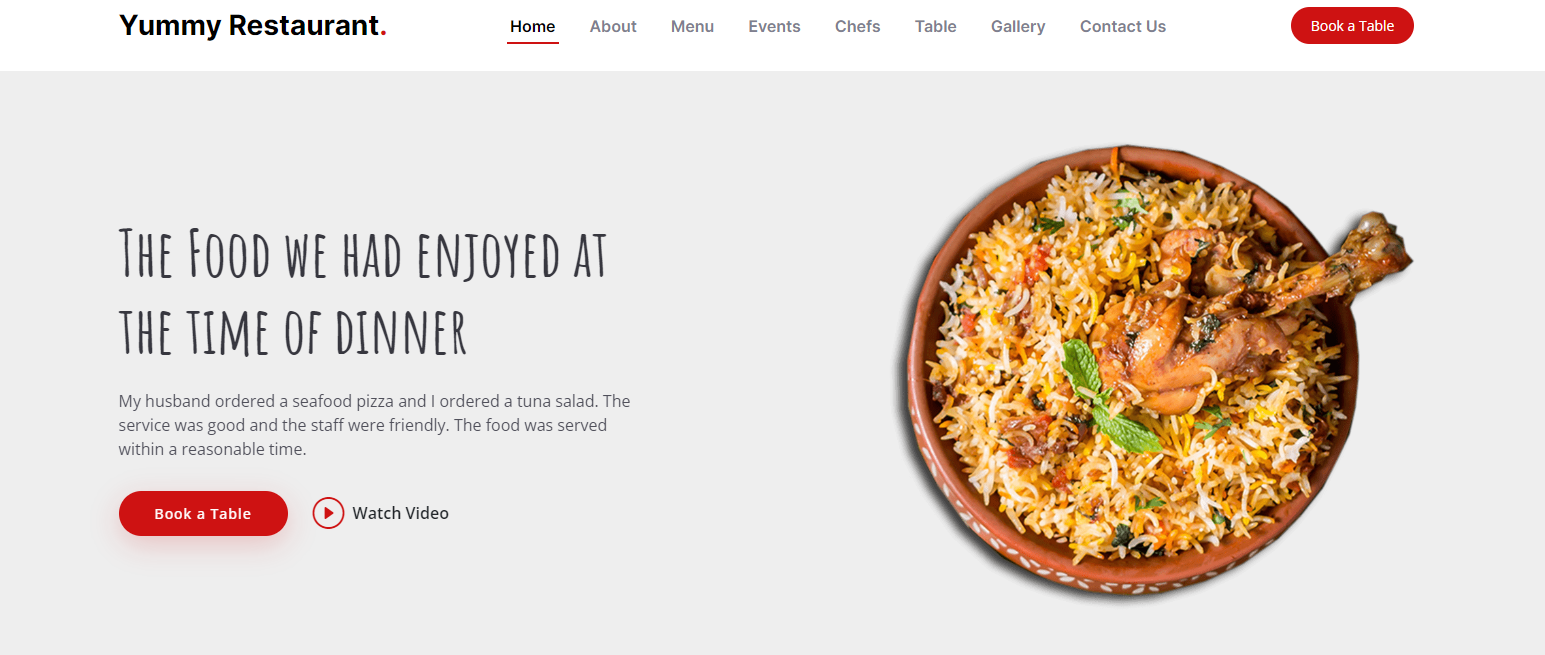 Yummy Restaurant.
Home About Menu Events Chefs Table Gallery Contact Us
Book a Table
The Food we had enjoyed at
the time of dinner
My husband ordered a seafood pizza and I ordered a tuna salad. The
service was good and the staff were friendly. The food was served
within a reasonable time.
Book a Table
Watch Video